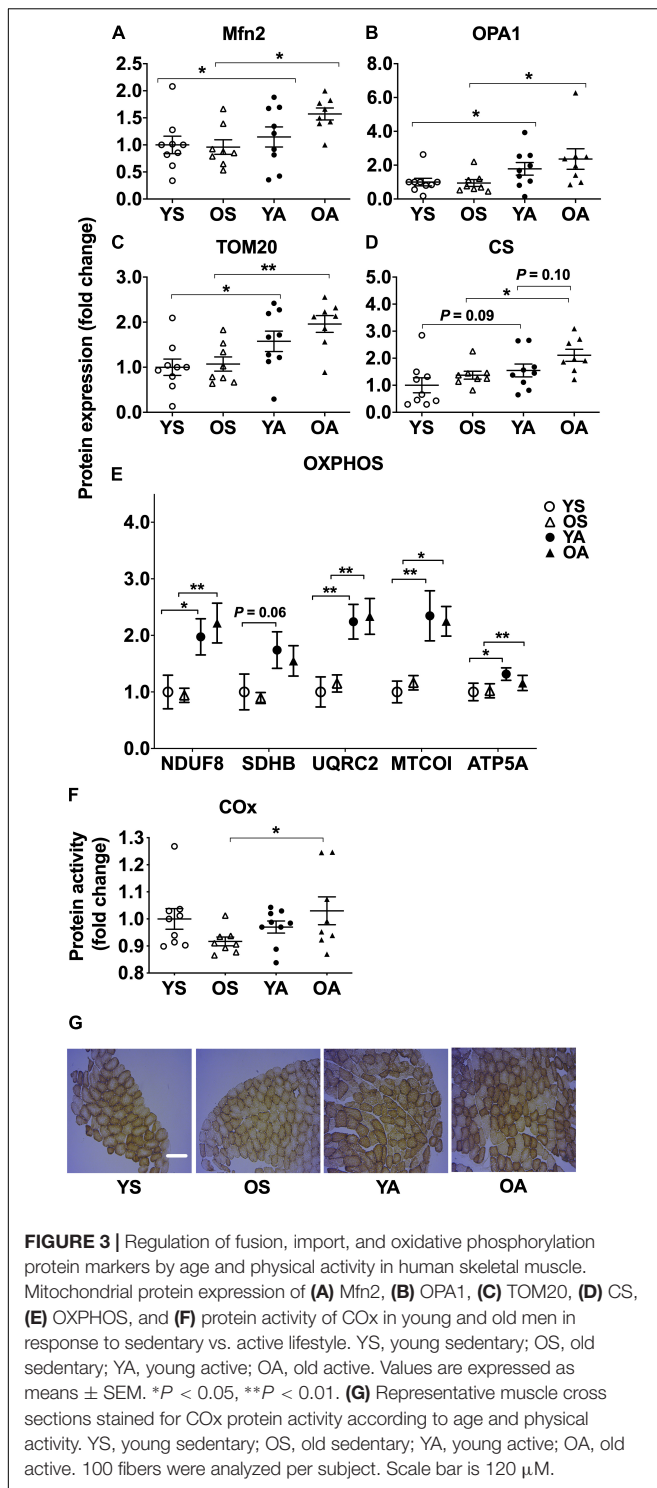 A
Mfn2
*
*
2.5
2.0
1.5
1.0
0.5
0.0
YS OS YA OA
B
OPA1
*
*
8.0
6.0
4.0
2.0
0.0
YS OS YA OA
C
TOM20
**
*
3.0
2.0
1.0
0.0
YS OS YA OA
D
CS
P = 0.10
*
P = 0.09
5.0
4.0
3.0
2.0
1.0
0.0
YS OS YA OA
Protein expression (fold change)
OXPHOS
E
YS
OS
YA
OA
4.0
3.0
2.0
1.0
0.0
**
*
P = 0.06
**
**
*
**
**
*
NDUF8 SDHB UQRC2 MTCOI ATP5A
F
COx
*
Protein activity
(fold change)
1.3
1.2
1.1
1.0
0.9
0.8
YS OS YA OA
G
YS OS YA OA
FIGURE 3 | Regulation of fusion, import, and oxidative phosphorylation
protein markers by age and physical activity in human skeletal muscle.
Mitochondrial protein expression of (A) Mfn2, (B) OPA1, (C) TOM20, (D) CS,
(E) OXPHOS, and (F) protein activity of COx in young and old men in
response to sedentary vs. active lifestyle. YS, young sedentary; OS, old
sedentary; YA, young active; OA, old active. Values are expressed as
means ± SEM. *P < 0.05, **P < 0.01. (G) Representative muscle cross
sections stained for COx protein activity according to age and physical
activity. YS, young sedentary; OS, old sedentary; YA, young active; OA, old
active. 100 fibers were analyzed per subject. Scale bar is 120 μM.